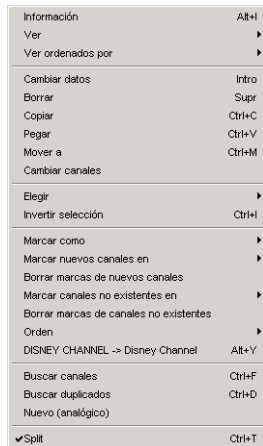 Información Alt+I
Ver
Ver ordenados por
Cambiar datos Intro
Borrar Supr
Copiar Ctrl+C
Pegar Ctrl+V
Mover a Ctrl+M
Cambiar canales
Elegir
Invertir selección Ctrl+I
Marcar como
Marcar nuevos canales en
Borrar marcas de nuevos canales
Marcar canales no existentes en
Borrar marcas de canales no existentes
Orden
DISNEY CHANNEL -> Disney Channel Alt+Y
Buscar canales Ctrl+F
Buscar duplicados Ctrl+D
Nuevo (analógico)
Split Ctrl+T